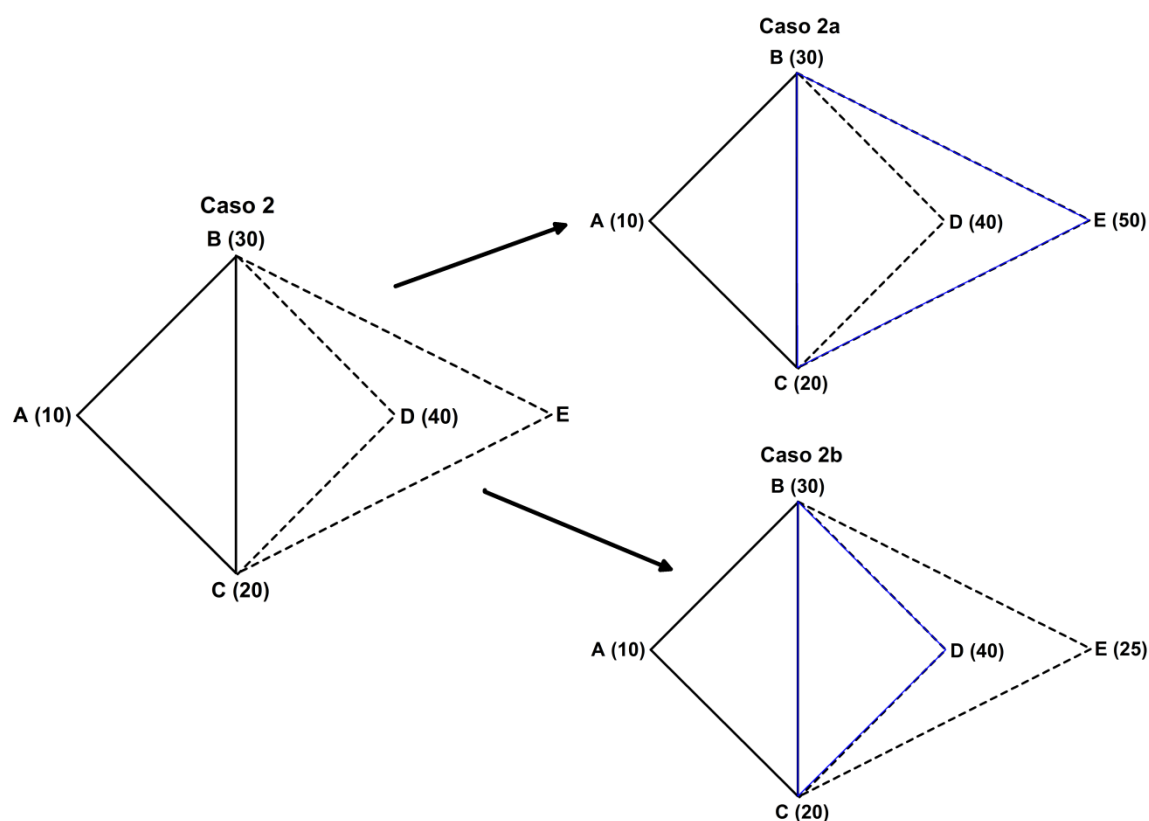 Caso 2
B (30)
A (10)
D (40)
E
C (20)
Caso 2a
B (30)
A (10)
D (40)
E (50)
C (20)
Caso 2b
B (30)
A (10)
D (40)
E (25)
C (20)